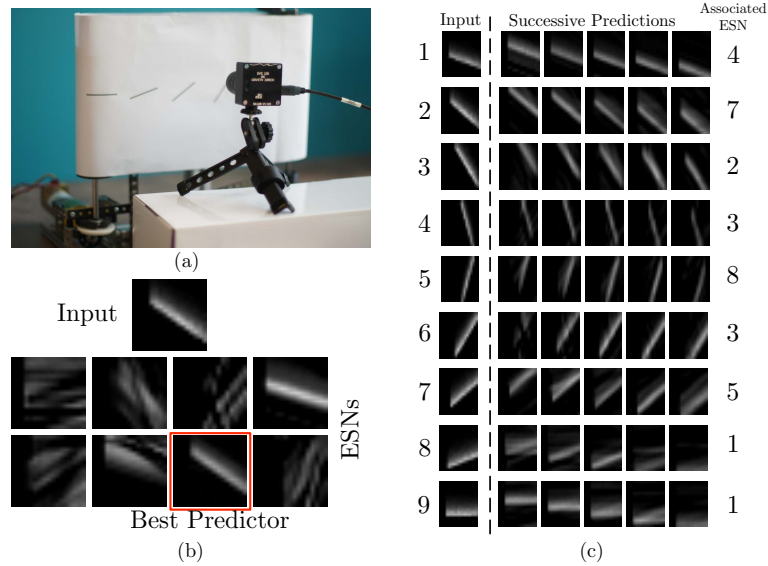 Input
Successive Predictions
Associated
ESN
1
4
2
7
3
2
4
3
5
8
6
3
7
5
8
1
9
1
(a)
Input
ESNs
Best Predictor
(b)
(c)